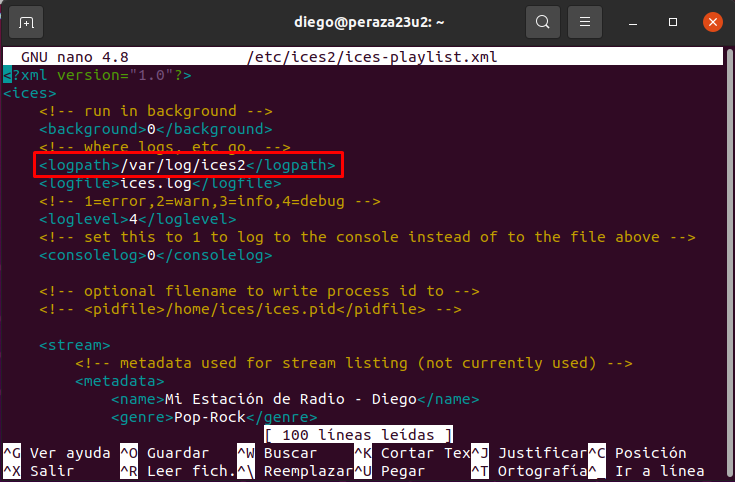 diego@peraza23u2: ~
GNU nano 4.8 /etc/ices2/ices-playlist.xml
<?xml version="1.0"?>
<ices>
<!-- run in background -->
<background>0</background>
<!-- where logs, etc go. -->
<logpath>/var/log/ices2</logpath>
<logfile>ices.log</logfile>
<!-- 1=error,2=warn,3=info,4=debug -->
<loglevel>4</loglevel>
<!-- set this to 1 to log to the console instead of to the file above -->
<consolelog>0</consolelog>
<!-- optional filename to write process id to -->
<!-- <pidfile>/home/ices/ices.pid</pidfile> -->
<stream>
<!-- metadata used for stream listing (not currently used) -->
<metadata>
<name>Mi Estación de Radio - Diego</name>
<genre>Pop-Rock</genre>
[ 100 líneas leídas ]
^G Ver ayuda ^O Guardar ^W Buscar ^K Cortar Tex^J Justificar^C Posición
^X Salir ^R Leer fich.^\ Reemplazar^U Pegar ^T Ortografía^_ Ir a línea